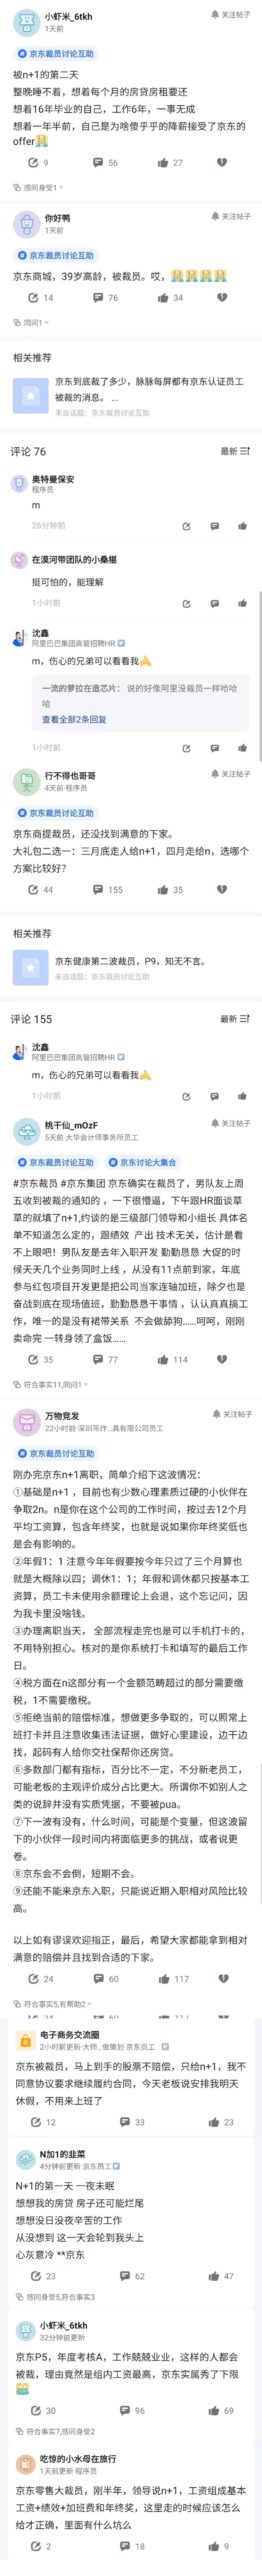 小虾米_6tkh
关注帖子
1天前
京东裁员讨论互助
被n+1的第二天
整晚睡不着，想着每个月的房贷房租要还
想着16年毕业的自己，工作6年，一事无成
想着一年半前，自己是为啥傻乎乎的降薪接受了京东的
offer
9 56 27
感同身受1
你好鸭
关注帖子
1天前
京东裁员讨论互助
京东商城，39岁高龄，被裁员。哎，
14 76 34
同问1
相关推荐
京东到底裁了多少，脉脉每屏都有京东认证员工
被裁的消息。 ...
来自话题：京东裁员讨论互助
评论 76
最新
奥特曼保安
程序员
m
26分钟前
在漠河带团队的小桑椹
挺可怕的，能理解
1小时前
沈鑫
阿里巴巴集团高管招聘HR
m，伤心的兄弟可以看看我
一流的萝拉在造芯片： 说的好像阿里没裁员一样哈哈
哈
查看全部2条回复
1小时前
行不得也哥哥
关注帖子
4天前·程序员
京东裁员讨论互助
京东商提裁员，还没找到满意的下家。
大礼包二选一：三月底走人给n+1，四月走给n，选哪个
方案比较好？
44 155 35
相关推荐
京东健康第二波裁员，P9，知无不言。
来自话题：京东裁员讨论互助
评论 155
最新
沈鑫
阿里巴巴集团高管招聘HR
m，伤心的兄弟可以看看我
1小时前
桃干仙_mOzF
关注帖子
5天前·大华会计师事务所员工
京东裁员讨论互助 京东讨论大集合
#京东裁员 #京东集团 京东确实在裁员了，男队友上周
五收到被裁的通知的 ，一下很懵逼，下午跟HR面谈草
草的就填了n+1,约谈的是三级部门领导和小组长 具体名
单不知道怎么定的，跟绩效 产出 技术无关，估计是看
不上眼吧！男队友是去年入职开发 勤勤恳恳 大促的时
候天天几个业务同时上线 ，从没有11点前到家，年底
参与红包项目开发更是把公司当家连轴加班，除夕也是
奋战到底在现场值班，勤勤恳恳干事情 ，认认真真搞工
作，唯一的是没有裙带关系 不会做舔狗……呵呵，刚刚
卖命完 一转身领了盒饭……
35 77 114
符合事实11,同问1
万物竞发
关注帖子
22小时前·深圳吊炸...具有限公司员工
京东裁员讨论互助
刚办完京东n+1离职，简单介绍下这波情况：
①基础是n+1 ，目前也有少数心理素质过硬的小伙伴在
争取2n。n是你在这个公司的工作时间，按过去12个月
平均工资算，包含年终奖，也就是说如果你年终奖低也
是会有影响的。
②年假1：1 注意今年年假要按今年只过了三个月算也
就是大概除以四；调休1：1；年假和调休都只按基本工
资算，员工卡未使用余额理论上会退，这个忘记问，因
为我卡里没啥钱。
③办理离职当天，全部流程走完也是可以手机打卡的，
不用特别担心。核对的是你系统打卡和填写的最后工作
日。
④税方面在n这部分有一个金额范畴超过的部分需要缴
税，1不需要缴税。
⑤拒绝当前的赔偿标准，想做更多争取的，可以照常上
班打卡并且注意收集违法证据，做好心里建设，边干边
找，起码有人给你交社保帮你还房贷。
⑥多数部门都有指标，百分比不一定，不分新老员工，
可能老板的主观评价成分占比更大。所谓你不如别人之
类的说辞并没有实质凭据，不要被pua。
⑦下一波有没有，什么时间，可能是个变量，但这波留
下的小伙伴一段时间内将面临更多的挑战，或者说更
卷。
⑧京东会不会倒，短期不会。
⑨还能不能来京东入职，只能说近期入职相对风险比较
高。
以上如有谬误欢迎指正，最后，希望大家都能拿到相对
满意的赔偿并且找到合适的下家。
24 60 117
符合事实5,有帮助2
电子商务交流圈
2小时前更新·大师...做策划·京东员工
京东被裁员，马上到手的股票不赔偿，只给n+1，我不
同意协议要求继续履约合同，今天老板说安排我明天
休假，不用来上班了
12 33 23
N加1的韭菜
4分钟前更新·京东员工
N+1的第一天 一夜未眠
想想我的房贷 房子还可能烂尾
想想没日没夜辛苦的工作
从没想到 这一天会轮到我头上
心灰意冷 **京东
23 62 47
感同身受5,符合事实3
小虾米_6tkh
32分钟前更新
京东P5，年度考核A，工作兢兢业业，这样的人都会
被裁，理由竟然是组内工资最高，京东实属秀了下限
30 96 69
符合事实7,感同身受2
吃惊的小水母在旅行
1天前更新·程序员
京东零售大裁员，刚半年，领导说n+1，工资组成基本
工资+绩效+加班费和年终奖，这里走的时候应该怎么
给才正确，里面有什么坑么
2 18 9